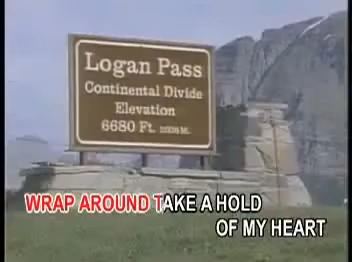 Logan Pass
Continental Divide
Elevation
6680 Ft.
WRAP AROUND TAKE A HOLD
OF MY HEART